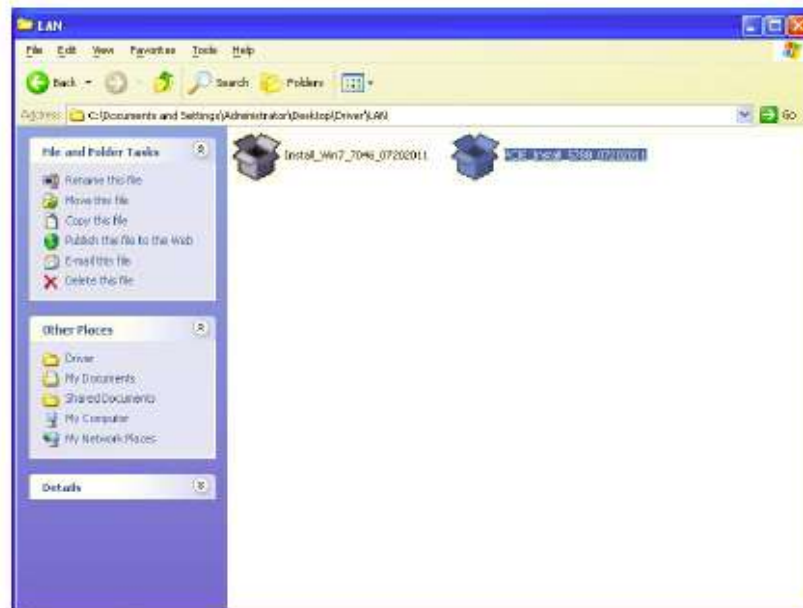 LAN
File Edit View Favorites Tools Help
Back Search Folders
Address C:\Documents and Settings\Administrator\Desktop\Driver\LAN Go
File and Folder Tasks
Install_Win7_7046_07202011 PCIE_Install_5788_07202011
Rename this file
Move this file
Copy this file
Publish this file to the Web
E-mail this file
Delete this file
Other Places
Driver
My Documents
Shared Documents
My Computer
My Network Places
Details